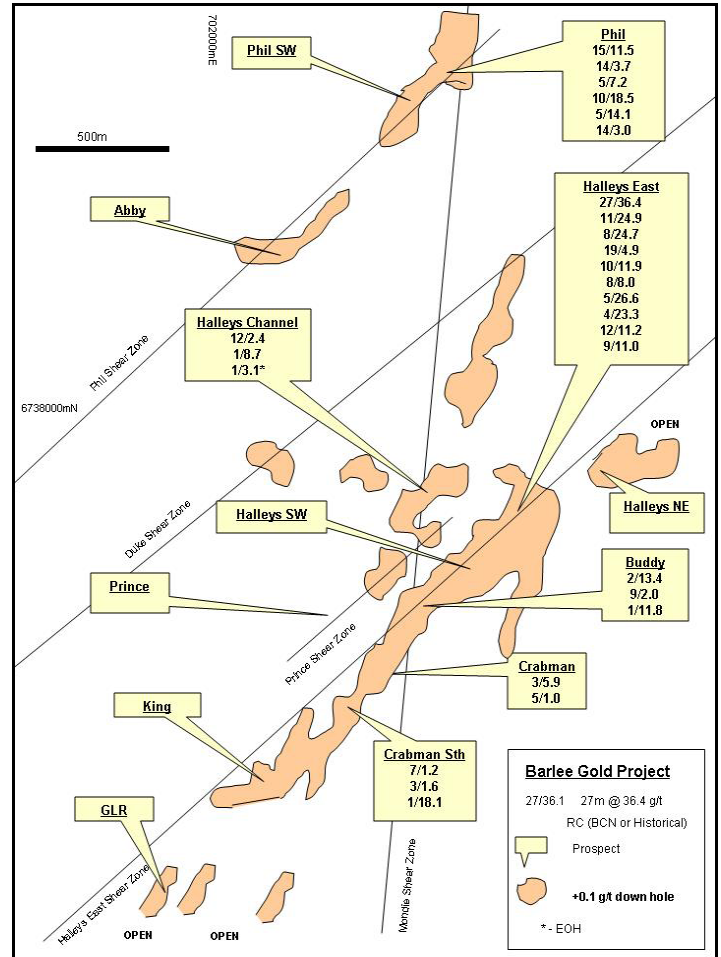 702000mE
Phil SW
Phil
15/11.5
14/3.7
5/7.2
10/18.5
5/14.1
14/3.0
500m
Abby
Halleys East
27/36.4
11/24.9
8/24.7
19/4.9
10/11.9
8/8.0
5/26.6
4/23.3
12/11.2
9/11.0
Halleys Channel
12/2.4
1/8.7
1/3.1*
Phil Shear Zone
6738000mN
OPEN
Halleys NE
Halleys SW
Duke Shear Zone
Prince
Buddy
2/13.4
9/2.0
1/11.8
Prince Shear Zone
Crabman
3/5.9
5/1.0
King
Crabman Sth
7/1.2
3/1.6
1/18.1
GLR
Halleys East Shear Zone
OPEN
OPEN
Mondie Shear Zone
Barlee Gold Project
27/36.1 27m @ 36.4 g/t
RC (BCN or Historical)
Prospect
+0.1 g/t down hole
* - EOH